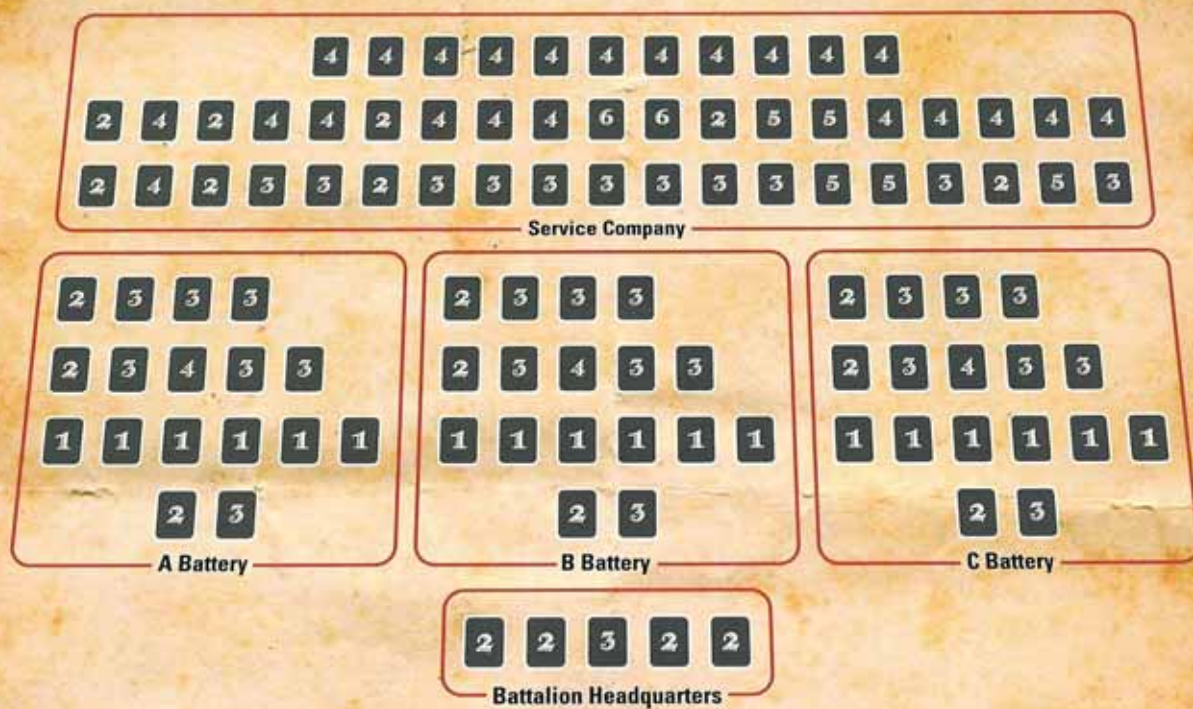 4 4 4 4 4 4 4 4 4 4 4
2 4 2 4 4 2 4 4 4 6 6 2 5 5 4 4 4 4 4
2 4 2 3 3 2 3 3 3 3 3 3 3 5 5 3 2 5 3
Service Company
2 3 3 3
2 3 4 3 3
1 1 1 1 1 1
2 3
A Battery
2 3 3 3
2 3 4 3 3
1 1 1 1 1 1
2 3
B Battery
2 3 3 3
2 3 4 3 3
1 1 1 1 1 1
2 3
C Battery
2 2 3 2 2
Battalion Headquarters